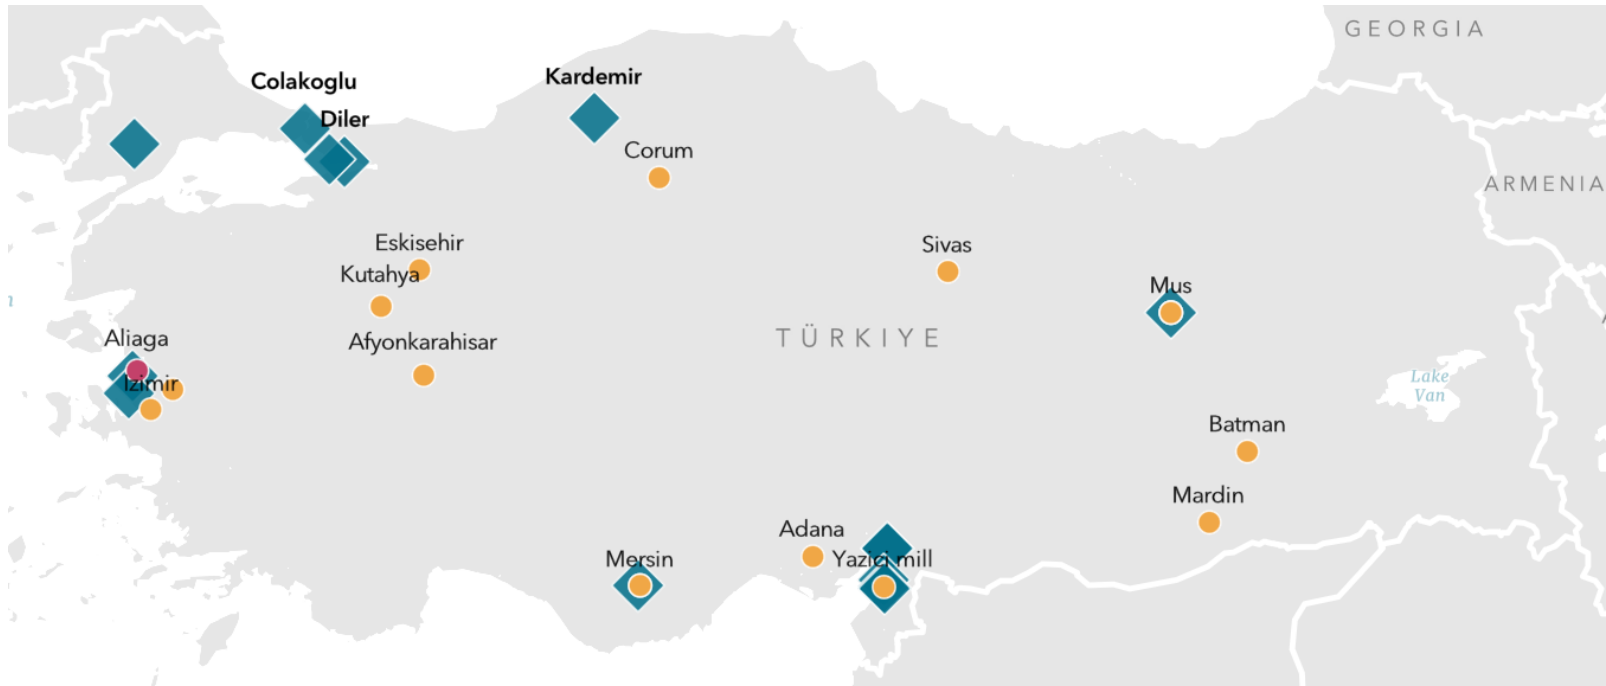 GEORGIA
Colakoglu
Kardemir
Diler
Corum
ARMENIA
Eskisehir
Sivas
Kutahya
Mus
Aliaga
TÜRKIYE
Afyonkarahisar
Izimir
Lake
Van
Batman
Mardin
Adana
Mersin
Yazici mill